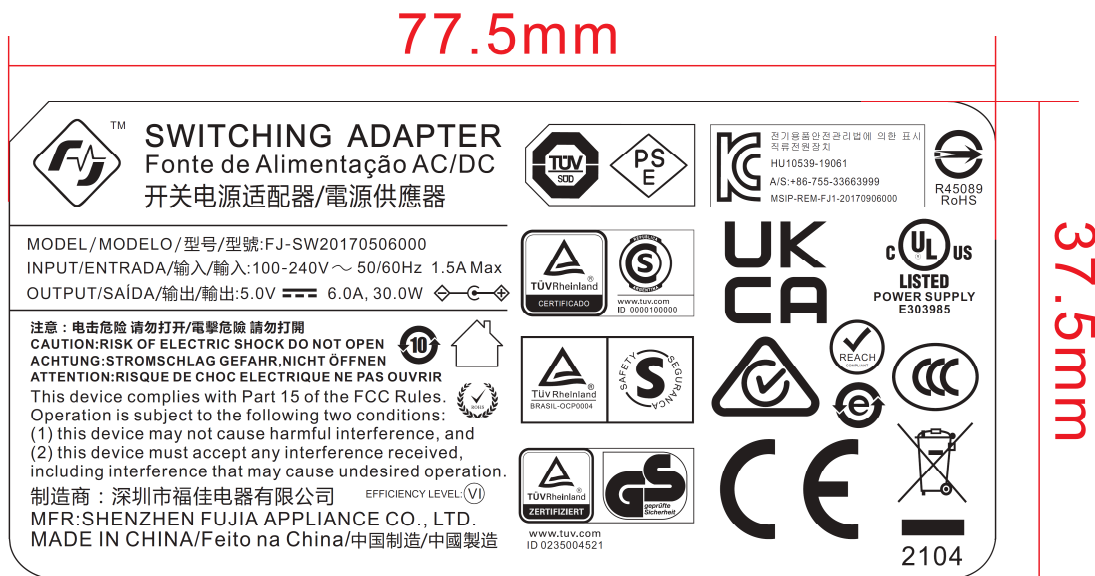 77.5mm
TM
SWITCHING ADAPTER
Fonte de Alimentação AC/DC
开关电源适配器/電源供應器
MODEL/MODELO/型号/型號:FJ-SW20170506000
INPUT/ENTRADA/输入/輸入:100-240V～ 50/60Hz 1.5A Max
OUTPUT/SAÍDA/输出/輸出:5.0V 6.0A, 30.0W
注意：电击危险 请勿打开/電擊危險 請勿打開
CAUTION:RISK OF ELECTRIC SHOCK DO NOT OPEN
ACHTUNG:STROMSCHLAG GEFAHR,NICHT ÖFFNEN
ATTENTION:RISQUE DE CHOC ELECTRIQUE NE PAS OUVRIR
10
This device complies with Part 15 of the FCC Rules.
Operation is subject to the following two conditions:
(1) this device may not cause harmful interference, and
(2) this device must accept any interference received,
including interference that may cause undesired operation.
ROHS
制造商：深圳市福佳电器有限公司
EFFICIENCY LEVEL:VI
MFR:SHENZHEN FUJIA APPLIANCE CO., LTD.
MADE IN CHINA/Feito na China/中国制造/中國製造
TÜV
SÜD
PS
E
TÜVRheinland
CERTIFICADO
REPUBLICA
S
ARGENTINA
www.tuv.com
ID 0000100000
TÜVRheinland
BRASIL-OCP0004
SAFETY
S
SEGURANÇA
TÜVRheinland
ZERTIFIZIERT
GS
geprüfte
Sicherheit
www.tuv.com
ID 0235004521
전기용품안전관리법에 의한 표시
직류전원장치
HU10539-19061
A/S:+86-755-33663999
MSIP-REM-FJ1-20170906000
R45089
RoHS
UK
CA
C UL US
LISTED
POWER SUPPLY
E303985
REACH
COMPLIANT
e
CCC
CE
2104
37.5mm